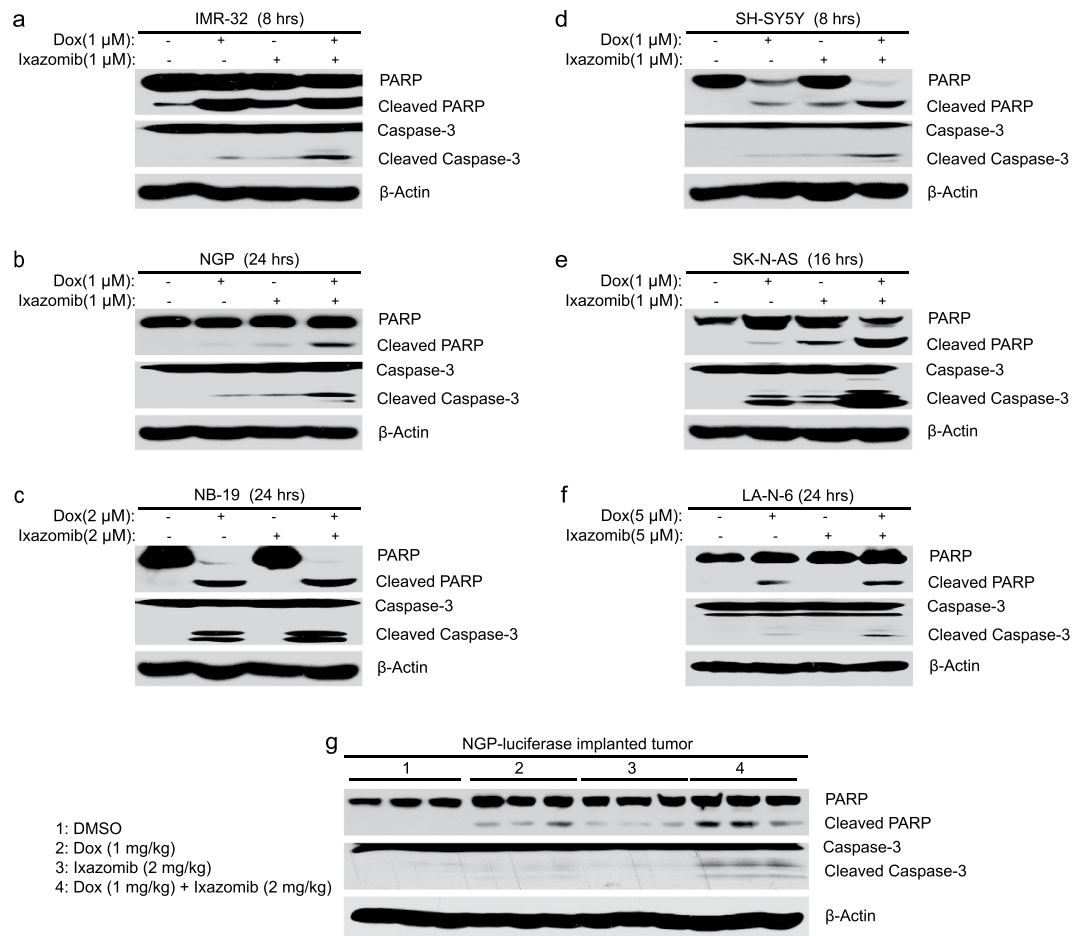 a
IMR-32 (8 hrs)
Dox(1 µM): - + - +
Ixazomib(1 µM): - - + +
PARP
Cleaved PARP
Caspase-3
Cleaved Caspase-3
β-Actin
b
NGP (24 hrs)
Dox(1 µM): - + - +
Ixazomib(1 µM): - - + +
PARP
Cleaved PARP
Caspase-3
Cleaved Caspase-3
β-Actin
c
NB-19 (24 hrs)
Dox(2 µM): - + - +
Ixazomib(2 µM): - - + +
PARP
Cleaved PARP
Caspase-3
Cleaved Caspase-3
β-Actin
d
SH-SY5Y (8 hrs)
Dox(1 µM): - + - +
Ixazomib(1 µM): - - + +
PARP
Cleaved PARP
Caspase-3
Cleaved Caspase-3
β-Actin
e
SK-N-AS (16 hrs)
Dox(1 µM): - + - +
Ixazomib(1 µM): - - + +
PARP
Cleaved PARP
Caspase-3
Cleaved Caspase-3
β-Actin
f
LA-N-6 (24 hrs)
Dox(5 µM): - + - +
Ixazomib(5 µM): - - + +
PARP
Cleaved PARP
Caspase-3
Cleaved Caspase-3
β-Actin
g
NGP-luciferase implanted tumor
1 2 3 4
PARP
Cleaved PARP
Caspase-3
Cleaved Caspase-3
β-Actin
1: DMSO
2: Dox (1 mg/kg)
3: Ixazomib (2 mg/kg)
4: Dox (1 mg/kg) + Ixazomib (2 mg/kg)